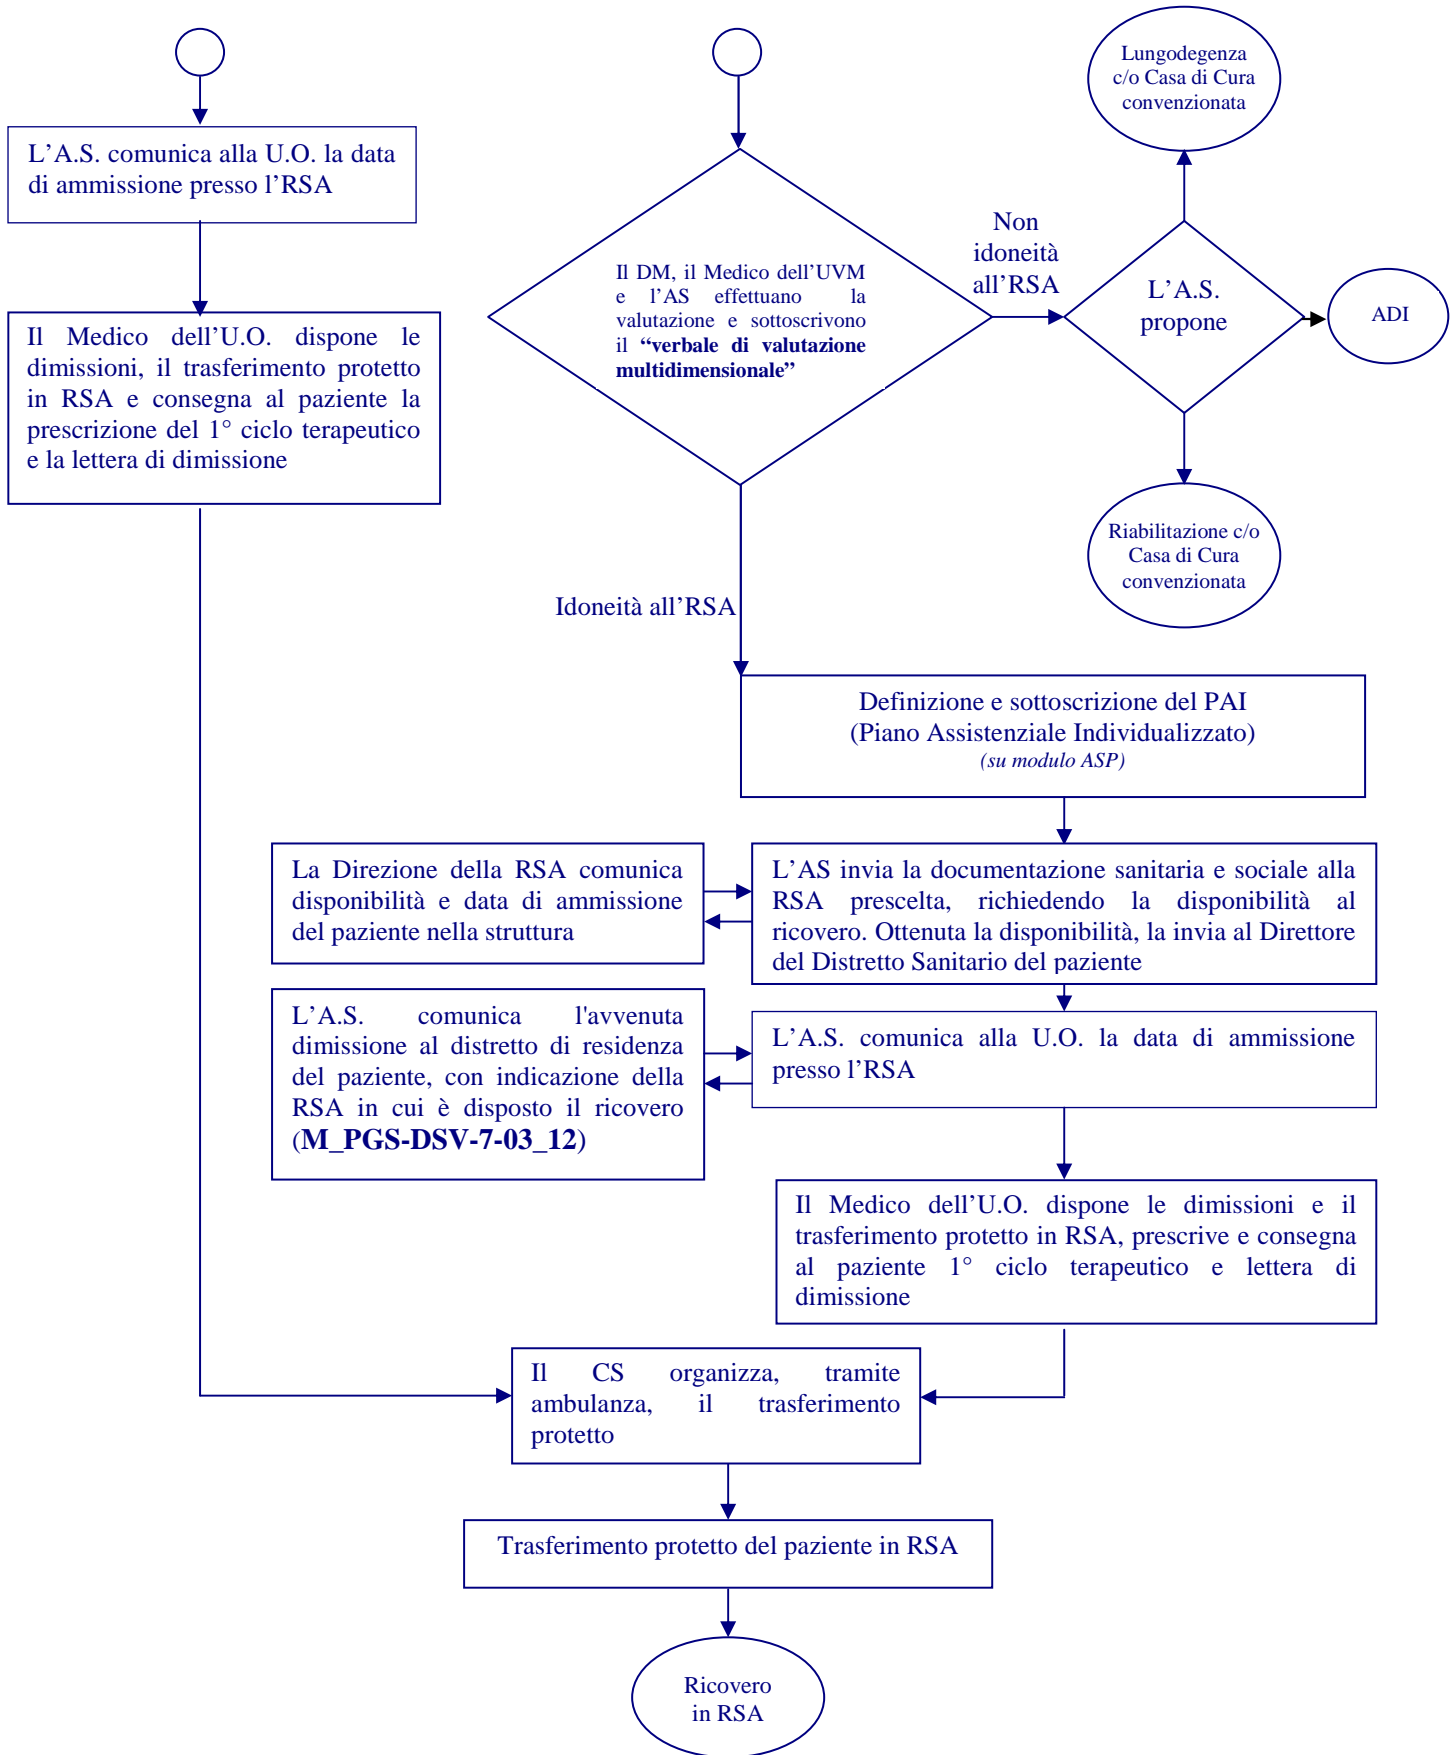 L'A.S. comunica alla U.O. la data
di ammissione presso l'RSA
Il Medico dell'U.O. dispone le
dimissioni, il trasferimento protetto
in RSA e consegna al paziente la
prescrizione del 1° ciclo terapeutico
e la lettera di dimissione
Il DM, il Medico dell'UVM
e l'AS effettuano la
valutazione e sottoscrivono
il "verbale di valutazione
multidimensionale"
Non
idoneità
all'RSA
L'A.S.
propone
Lungodegenza
c/o Casa di Cura
convenzionata
ADI
Riabilitazione c/o
Casa di Cura
convenzionata
Idoneità all'RSA
Definizione e sottoscrizione del PAI
(Piano Assistenziale Individualizzato)
(su modulo ASP)
La Direzione della RSA comunica
disponibilità e data di ammissione
del paziente nella struttura
L'AS invia la documentazione sanitaria e sociale alla
RSA prescelta, richiedendo la disponibilità al
ricovero. Ottenuta la disponibilità, la invia al Direttore
del Distretto Sanitario del paziente
L'A.S. comunica l'avvenuta
dimissione al distretto di residenza
del paziente, con indicazione della
RSA in cui è disposto il ricovero
(M_PGS-DSV-7-03_12)
L'A.S. comunica alla U.O. la data di ammissione
presso l'RSA
Il Medico dell'U.O. dispone le dimissioni e il
trasferimento protetto in RSA, prescrive e consegna
al paziente 1° ciclo terapeutico e lettera di
dimissione
Il CS organizza, tramite
ambulanza, il trasferimento
protetto
Trasferimento protetto del paziente in RSA
Ricovero
in RSA